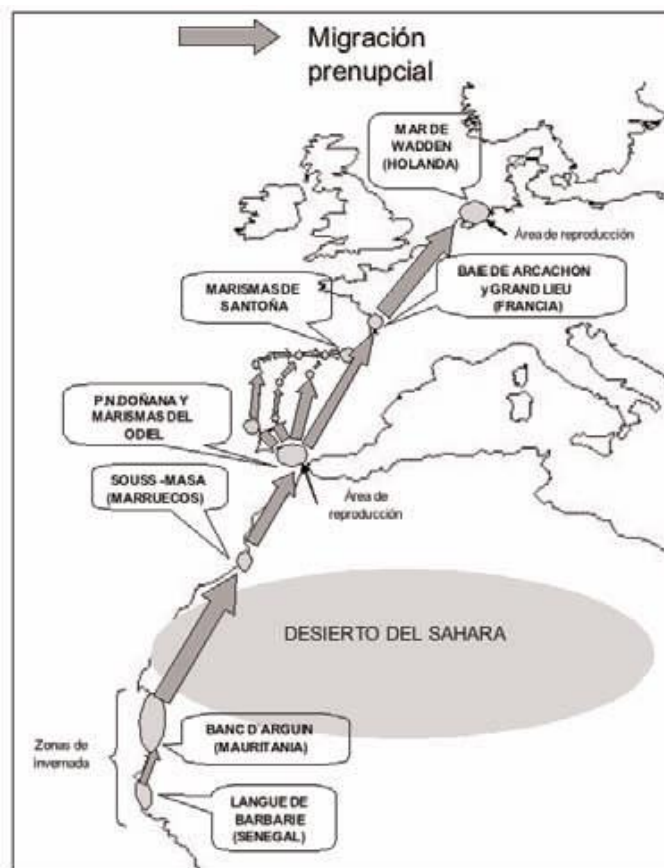 Migración
prenupcial
MAR DE
WADDEN
(HOLANDA)
Área de reproducción
MARISMAS DE
SANTOÑA
BAIE DE ARCACHON
y GRAND LIEU
(FRANCIA)
P.N.DOÑANA Y
MARISMAS DEL
ODIEL
SOUSS -MASA
(MARRUECOS)
Área de
reproducción
DESIERTO DEL SAHARA
Zonas de
invernada
BANC D´ARGUIN
(MAURITANIA)
LANGUE DE
BARBARIE
(SENEGAL)